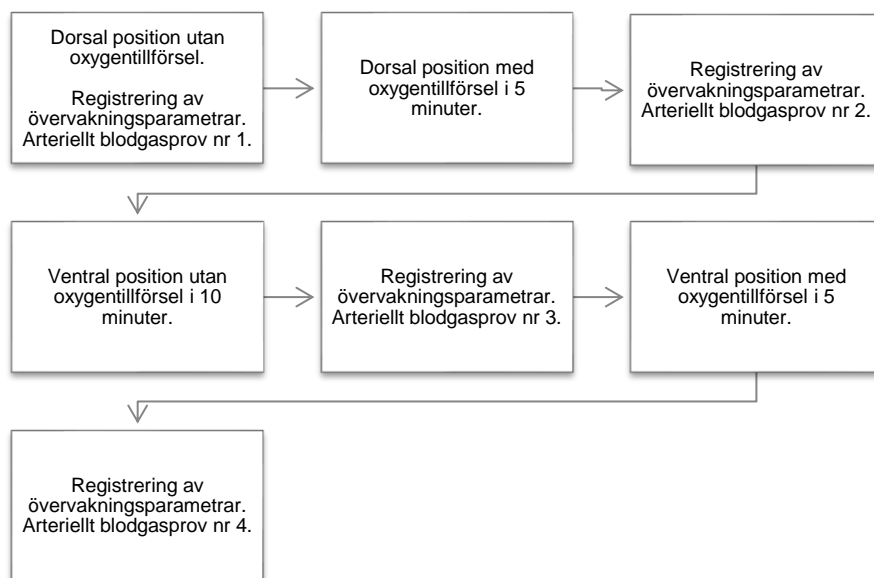 Dorsal position utan
oxygentillförsel.
Registrering av
övervakningsparametrar.
Arteriellt blodgasprov nr 1.
Dorsal position med
oxygentillförsel i 5
minuter.
Registrering av
övervakningsparametrar.
Arteriellt blodgasprov nr 2.
Ventral position utan
oxygentillförsel i 10
minuter.
Registrering av
övervakningsparametrar.
Arteriellt blodgasprov nr 3.
Ventral position med
oxygentillförsel i 5
minuter.
Registrering av
övervakningsparametrar.
Arteriellt blodgasprov nr 4.